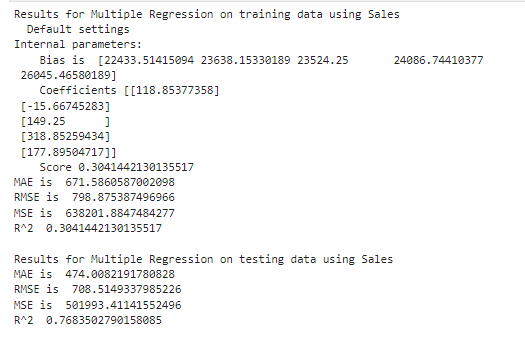 Results for Multiple Regression on training data using Sales
Default settings
Internal parameters:
Bias is [22433.51415094 23638.15330189 23524.25 24086.74410377
26045.46580189]
Coefficients [[118.85377358]
[-15.66745283]
[149.25 ]
[318.85259434]
[177.89504717]]
Score 0.3041442130135517
MAE is 671.5860587002098
RMSE is 798.875387496966
MSE is 638201.8847484277
R^2 0.3041442130135517
Results for Multiple Regression on testing data using Sales
MAE is 474.0082191780828
RMSE is 708.5149337985226
MSE is 501993.41141552496
R^2 0.7683502790158085